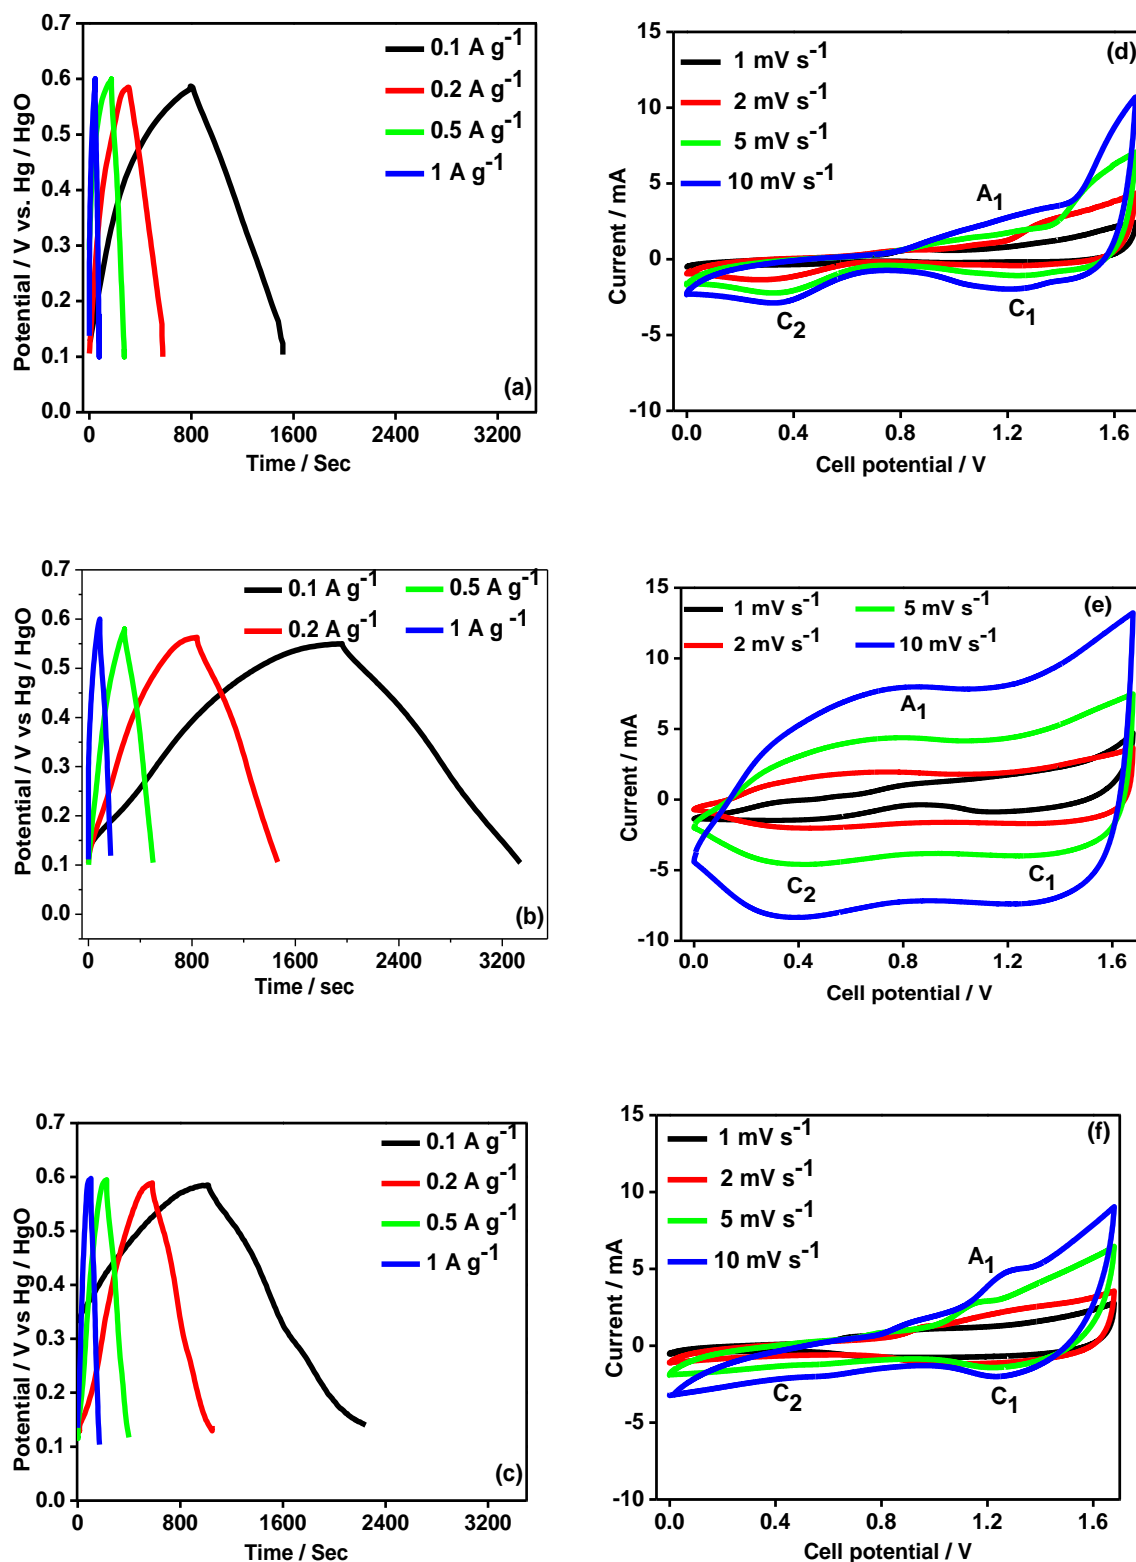 0.7
0.6
0.5
0.4
0.3
0.2
0.1
0.0
Potential / V vs. Hg / HgO
0.1 A g-1
0.2 A g-1
0.5 A g-1
1 A g-1
(a)
0 800 1600 2400 3200
Time / Sec
15
10
5
0
-5
-10
Current / mA
(d)
1 mV s-1
2 mV s-1
5 mV s-1
10 mV s-1
A1
C2
C1
0.0 0.4 0.8 1.2 1.6
Cell potential / V
0.7
0.6
0.5
0.4
0.3
0.2
0.1
0.0
Potential / V vs Hg / HgO
0.1 A g-1 0.5 A g-1
0.2 A g-1 1 A g-1
(b)
0 800 1600 2400 3200
Time / sec
15
10
5
0
-5
-10
Current / mA
(e)
1 mV s-1 5 mV s-1
2 mV s-1 10 mV s-1
A1
C2
C1
0.0 0.4 0.8 1.2 1.6
Cell potential / V
0.7
0.6
0.5
0.4
0.3
0.2
0.1
0.0
Potential / V vs Hg / HgO
0.1 A g-1
0.2 A g-1
0.5 A g-1
1 A g-1
(c)
0 800 1600 2400 3200
Time / Sec
15
10
5
0
-5
-10
Current / mA
(f)
1 mV s-1
2 mV s-1
5 mV s-1
10 mV s-1
A1
C2
C1
0.0 0.4 0.8 1.2 1.6
Cell potential / V